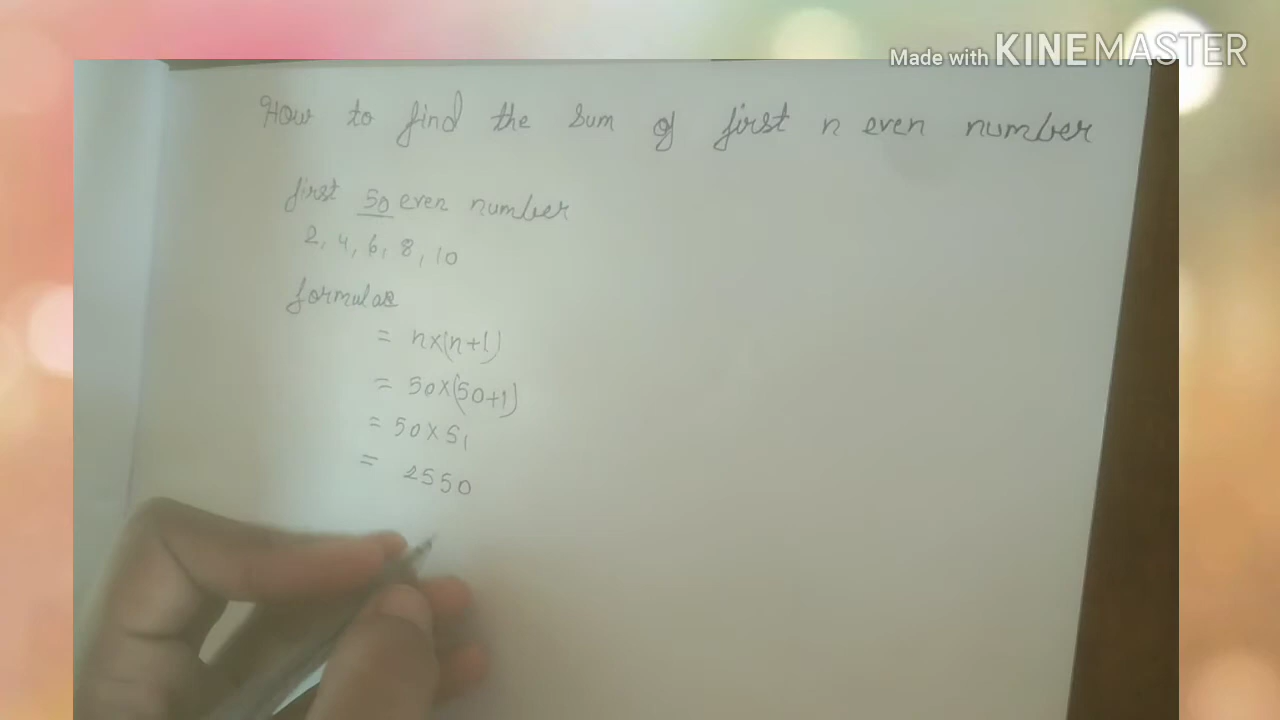 Made with KINEMASTER
How to find the sum of first n even number
first 50 even number
2, 4, 6, 8, 10
formulae
= n×(n+1)
= 50×(50+1)
= 50×51
= 2550